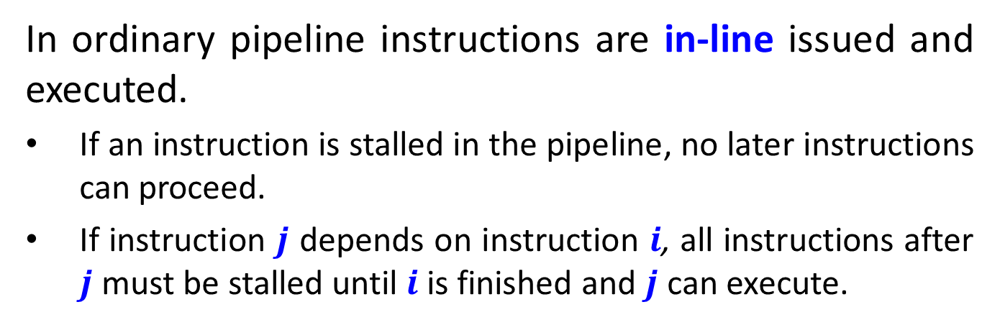 In ordinary pipeline instructions are in-line issued and
executed.
• If an instruction is stalled in the pipeline, no later instructions
can proceed.
• If instruction j depends on instruction i, all instructions after
j must be stalled until i is finished and j can execute.